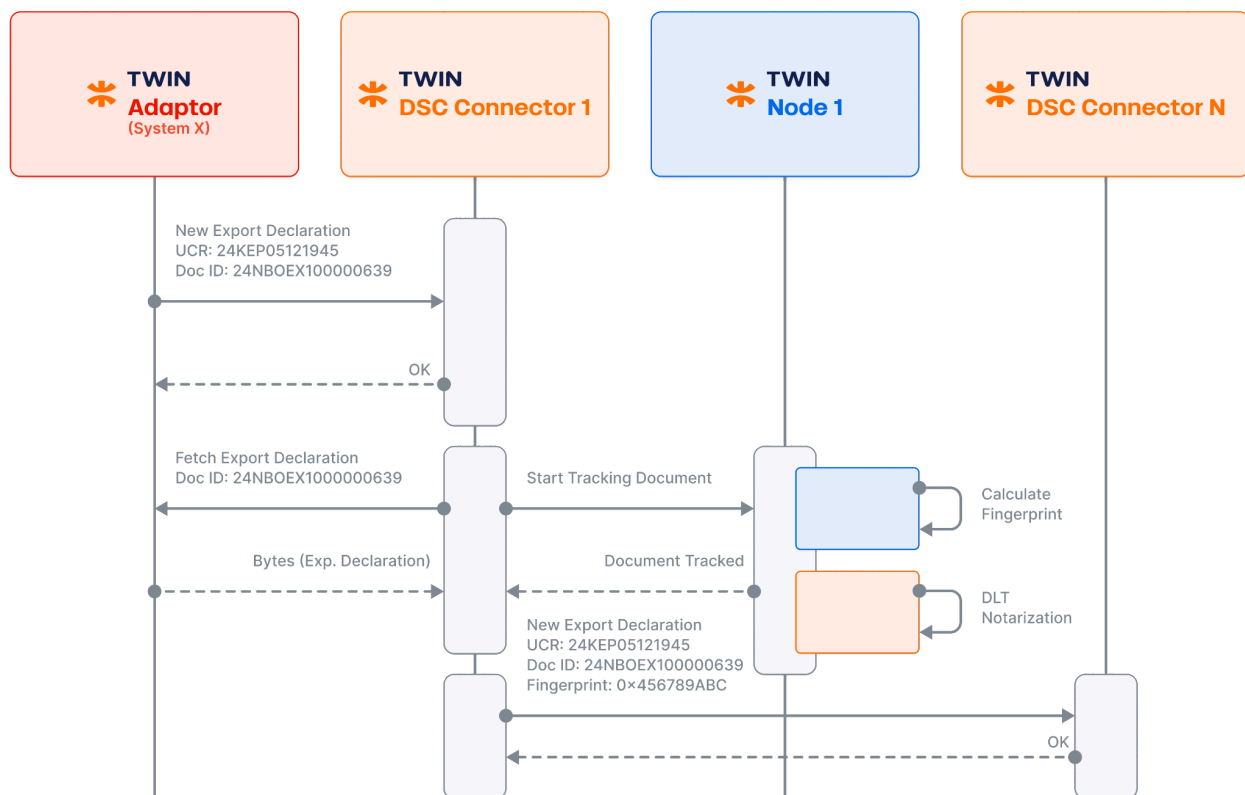 TWIN
Adaptor
(System X)
TWIN
DSC Connector 1
TWIN
Node 1
TWIN
DSC Connector N
New Export Declaration
UCR: 24KEP05121945
Doc ID: 24NBOEX100000639
OK
Fetch Export Declaration
Doc ID: 24NBOEX1000000639
Start Tracking Document
Calculate
Fingerprint
Bytes (Exp. Declaration)
Document Tracked
DLT
Notarization
New Export Declaration
UCR: 24KEP05121945
Doc ID: 24NBOEX100000639
Fingerprint: 0×456789ABC
OK